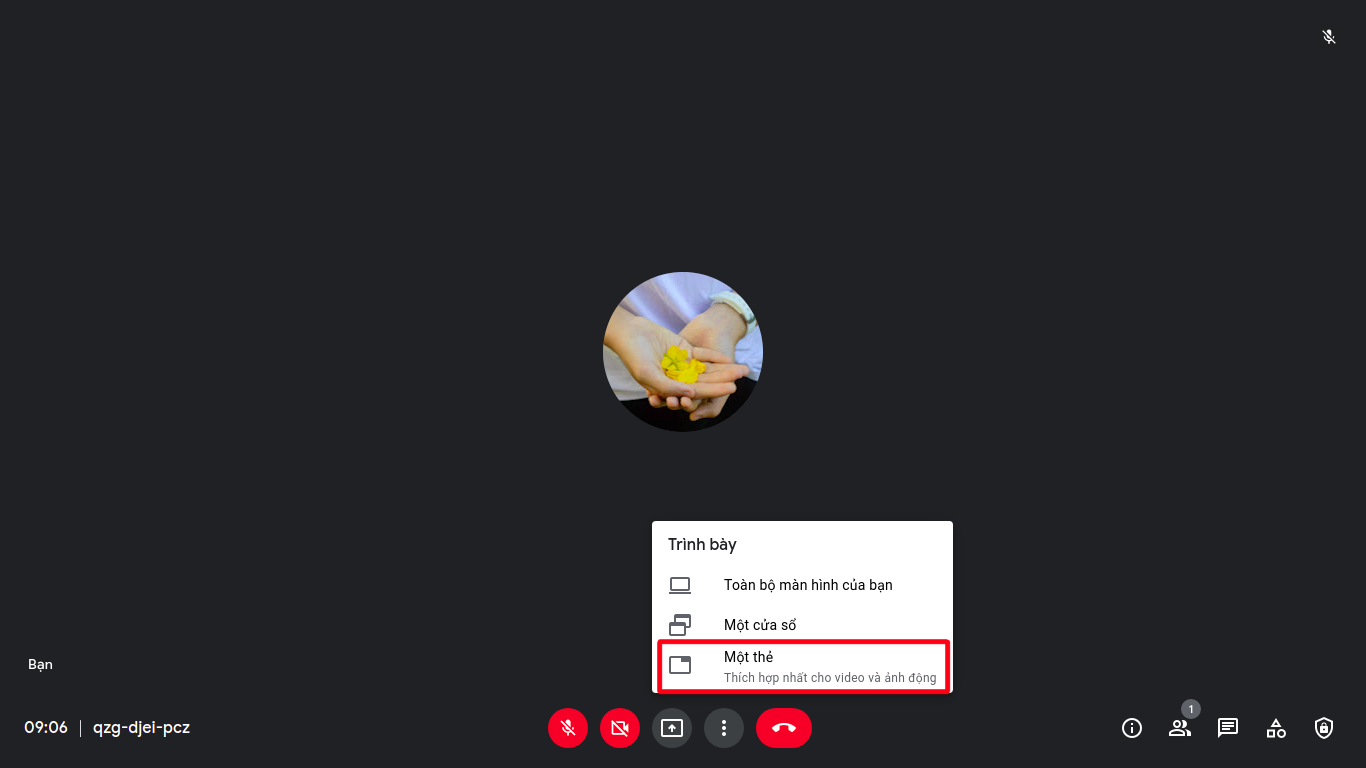 Trình bày
Toàn bộ màn hình của bạn
Một cửa sổ
Một thẻ
Thích hợp nhất cho video và ảnh động
Bạn
09:06 | qzg-djei-pcz
1